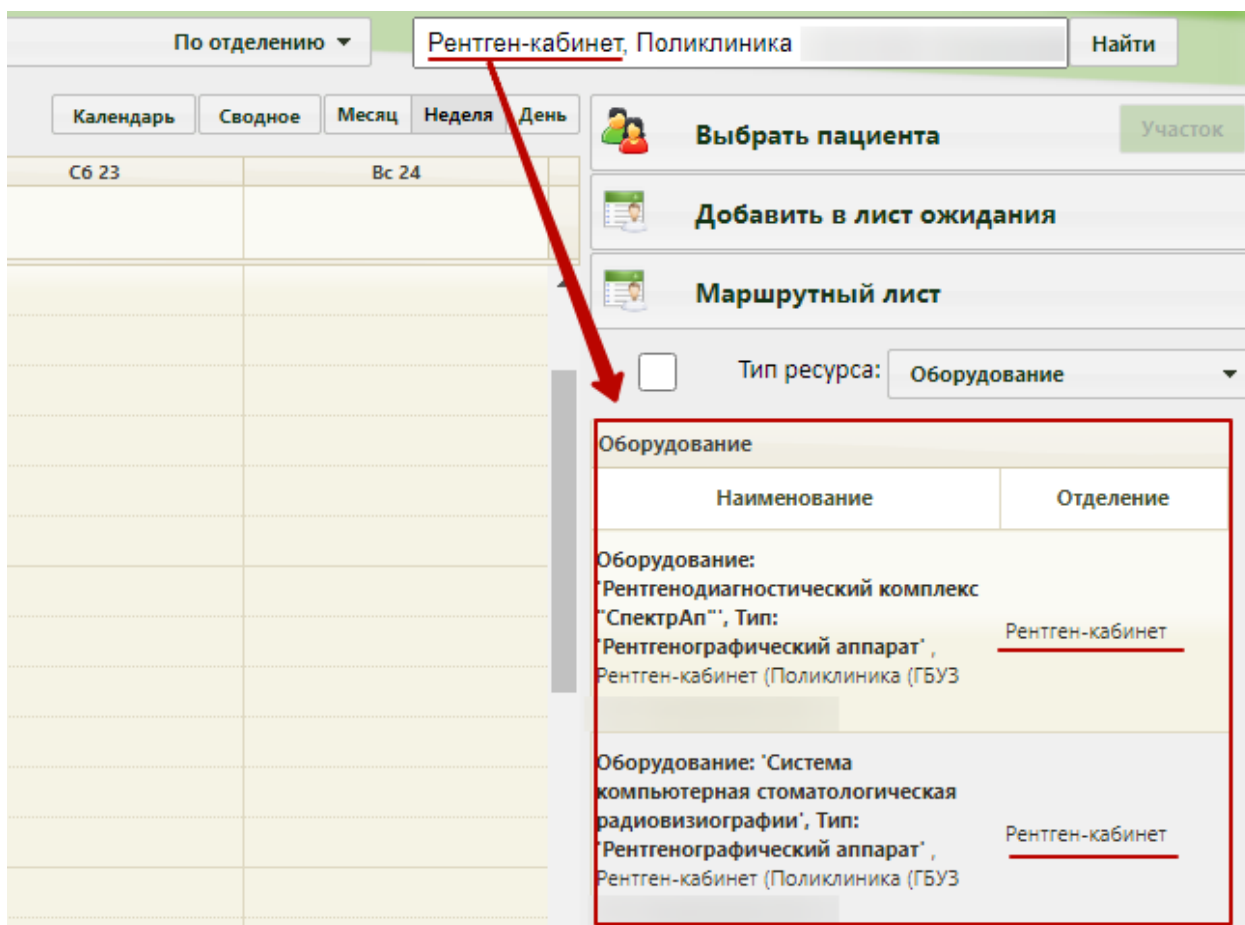 По отделению
Рентген-кабинет, Поликлиника
Найти
Календарь
Сводное
Месяц
Неделя
День
Сб 23
Вс 24
Выбрать пациента
Участок
Добавить в лист ожидания
Маршрутный лист
Тип ресурса:
Оборудование
Оборудование
Наименование
Отделение
Оборудование:
'Рентгенодиагностический комплекс
"СпектрАп"', Тип:
'Рентгенографический аппарат' ,
Рентген-кабинет (Поликлиника (ГБУЗ
Рентген-кабинет
Оборудование: 'Система
компьютерная стоматологическая
радиовизиографии', Тип:
'Рентгенографический аппарат' ,
Рентген-кабинет (Поликлиника (ГБУЗ
Рентген-кабинет